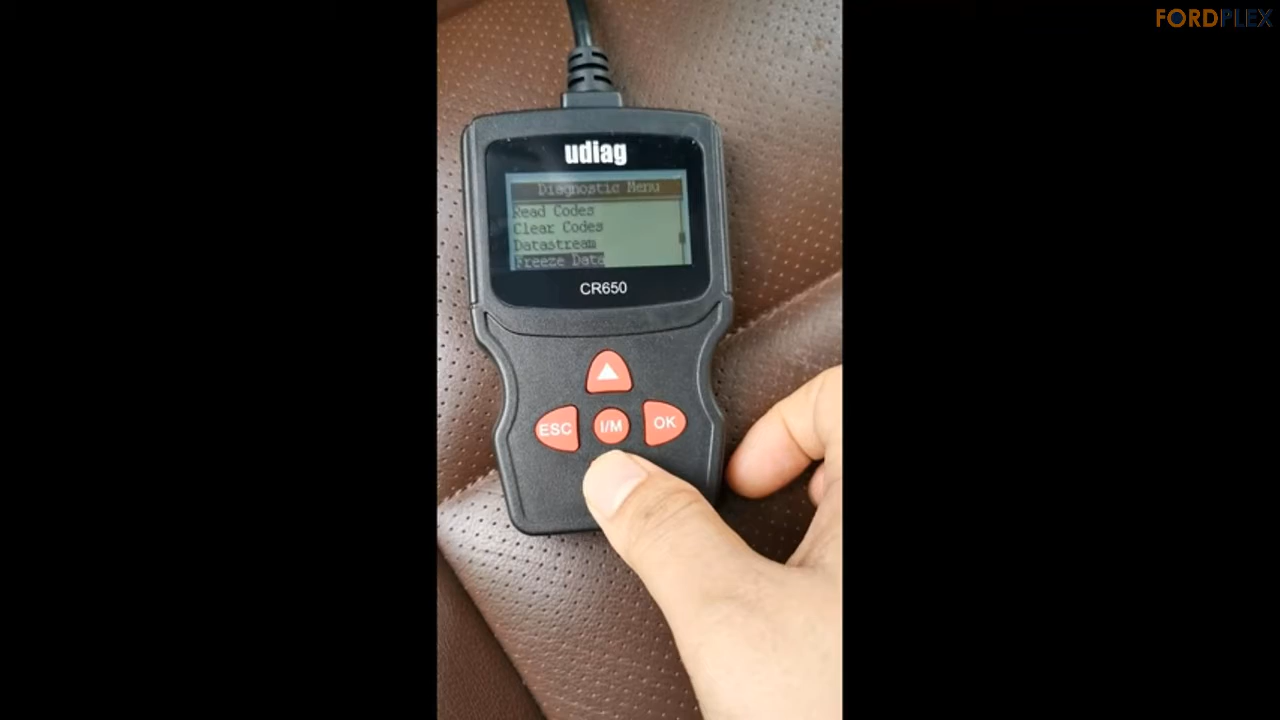 FORDPLEX
udiag
Diagnostic Menu
Read Codes
Clear Codes
Datastream
Freeze Data
CR650
ESC
I/M
OK